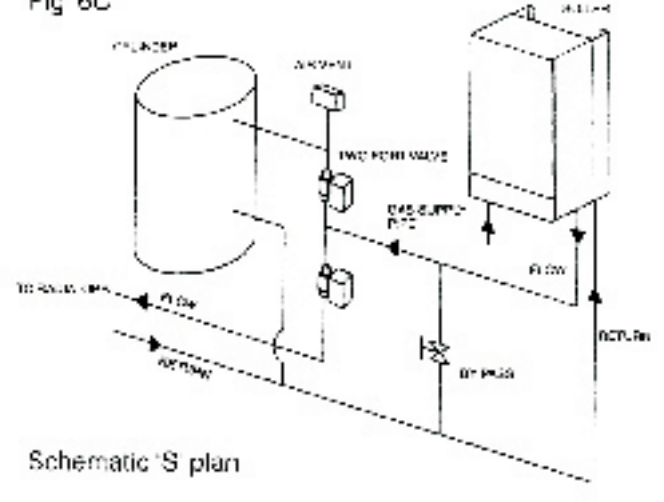 Fig 6C
BOILER
CYLINDER
AIR VENT
TWO PORT VALVE
GAS SUPPLY
PIPE
FLOW
TO RADIATORS
FLOW
RETURN
RETURN
BY PASS
Schematic 'S' plan